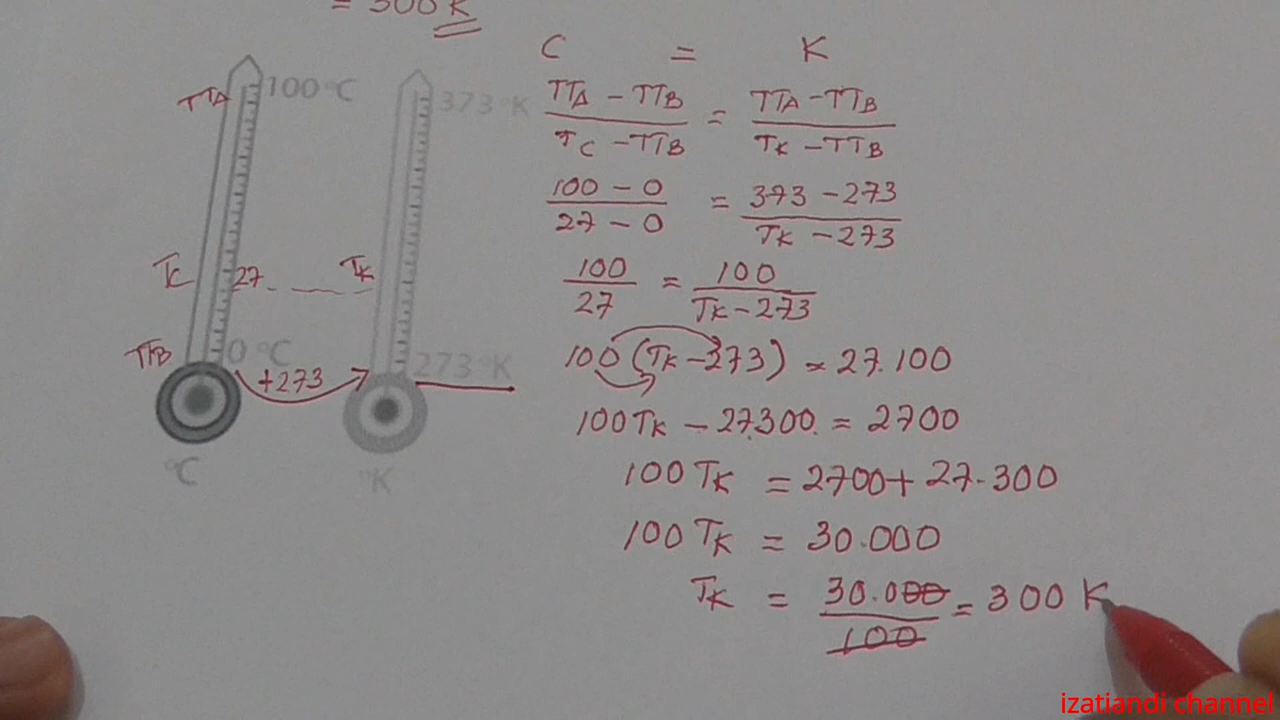 = 300 K
C = K
TTA - TTB / TC - TTB = TTA - TTB / TK - TTB
100 - 0 / 27 - 0 = 373 - 273 / TK - 273
100 / 27 = 100 / TK - 273
100 (TK - 273) = 27.100
100TK - 27.300 = 2700
100 TK = 2700 + 27.300
100 TK = 30.000
TK = 30.000 / 100 = 300 K
TTA 100 °C
373 °K
TC 27 TK
TTB 0 °C
+273
273 °K
°C
°K
izatiandi channel